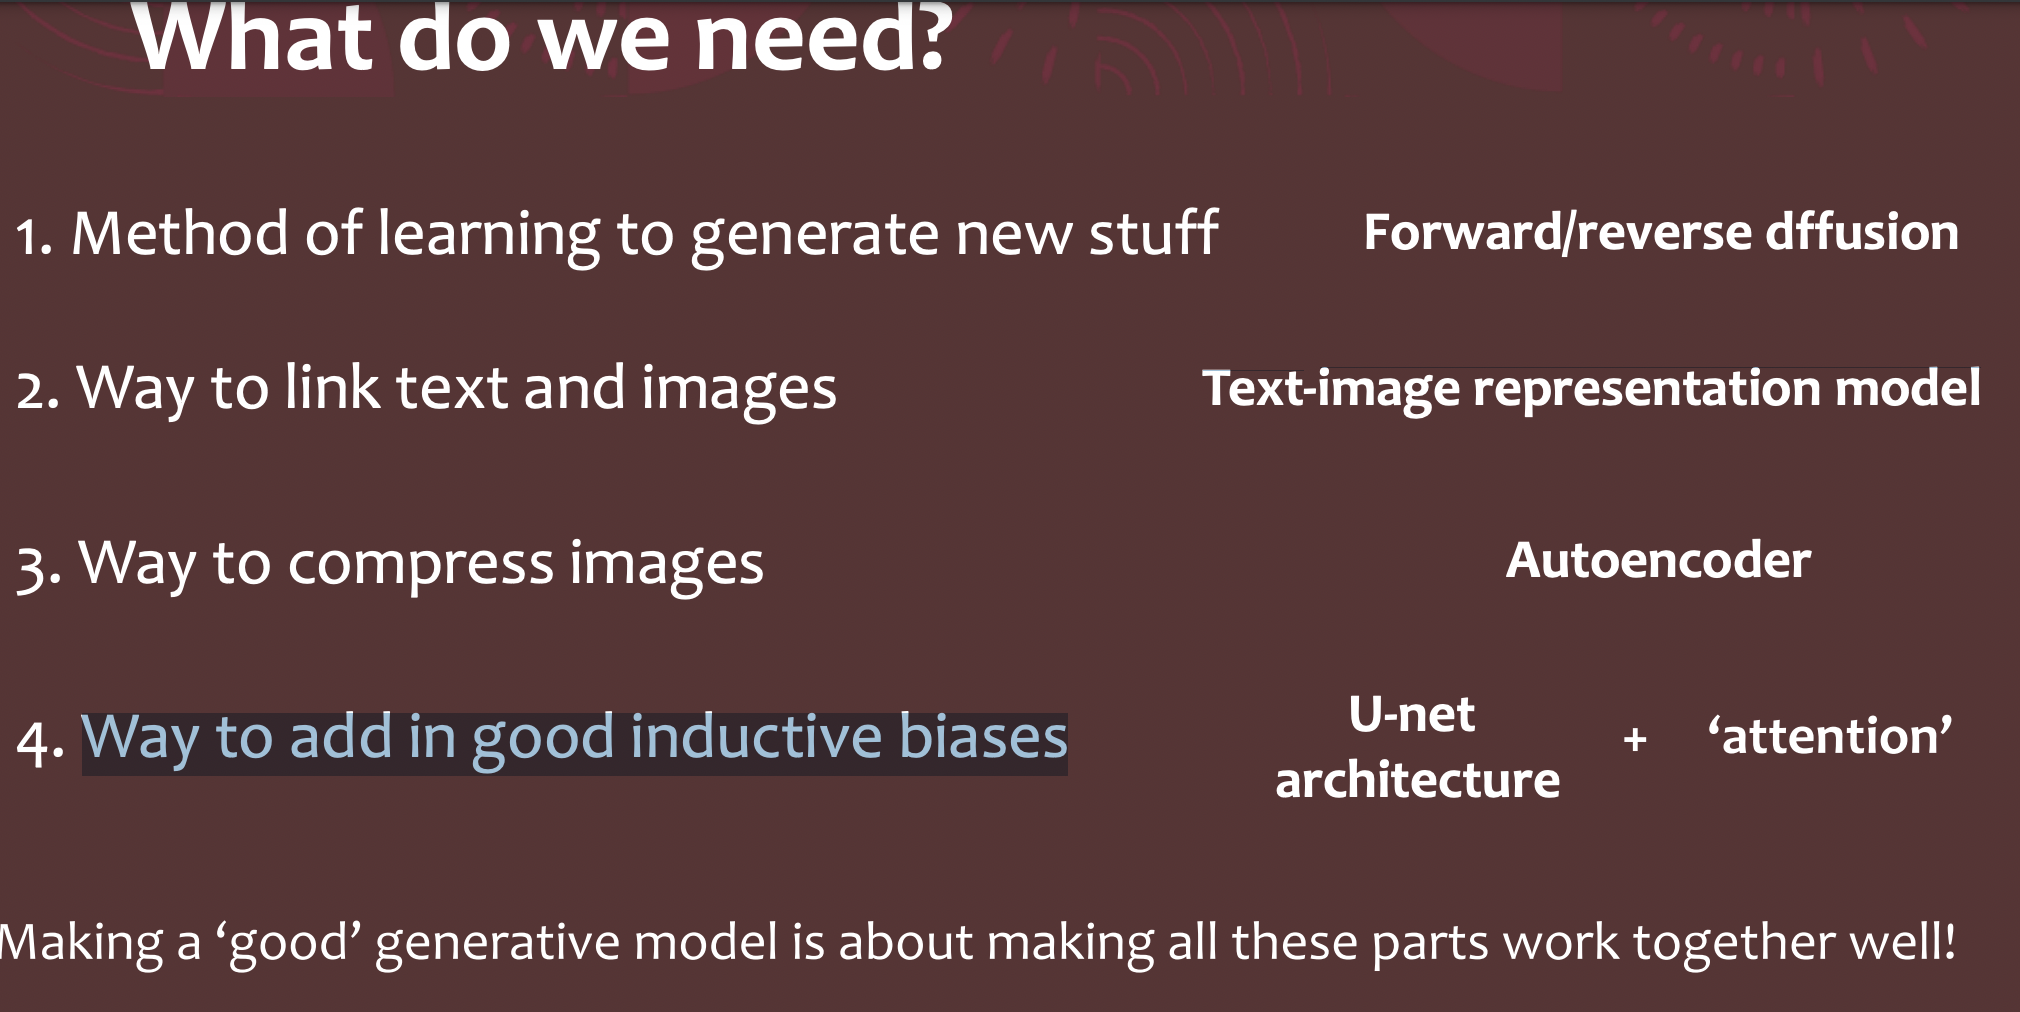 What do we need?
1. Method of learning to generate new stuff
Forward/reverse dffusion
2. Way to link text and images
Text-image representation model
3. Way to compress images
Autoencoder
4. Way to add in good inductive biases
U-net
architecture
+
‘attention’
Making a ‘good’ generative model is about making all these parts work together well!